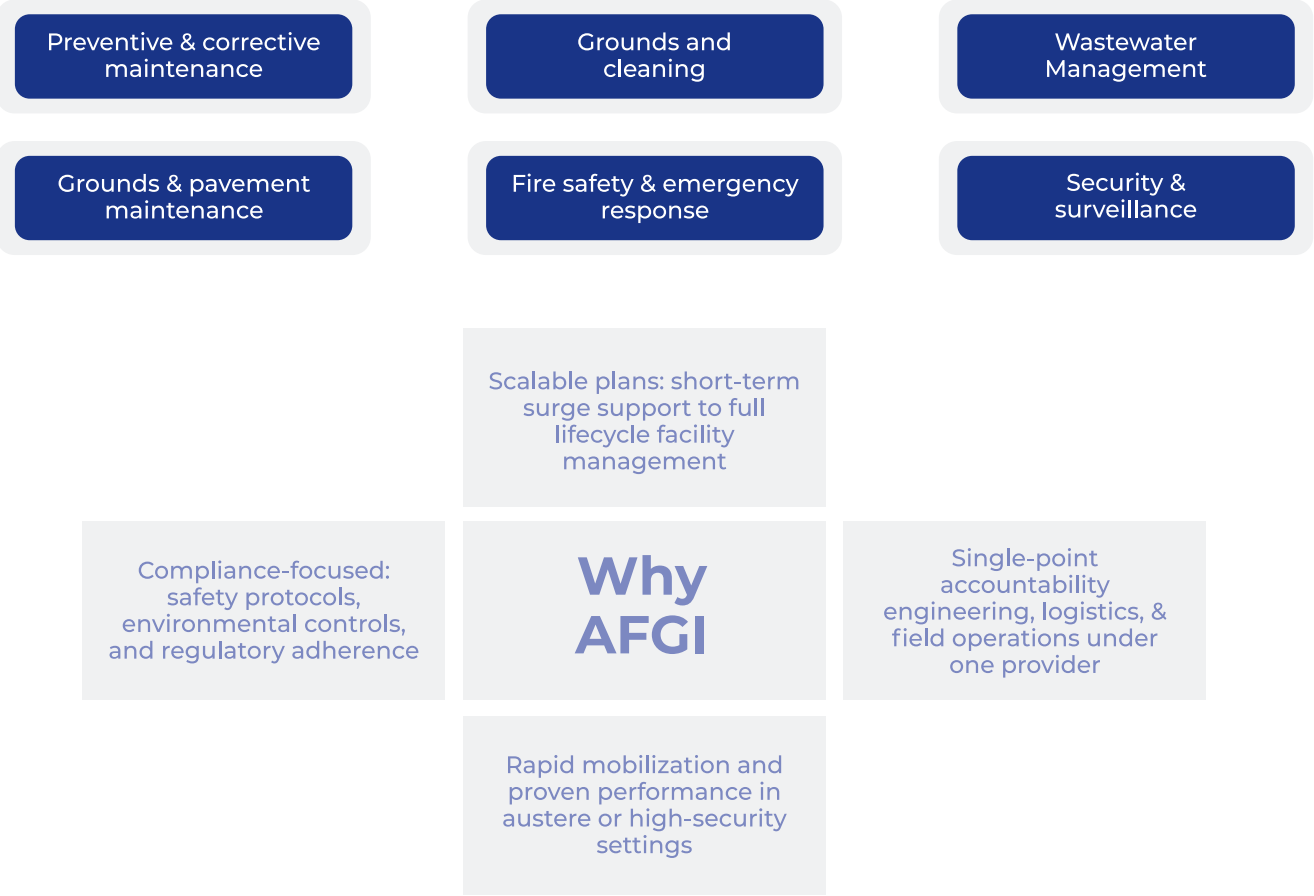 Preventive & corrective
maintenance
Grounds and
cleaning
Wastewater
Management
Grounds & pavement
maintenance
Fire safety & emergency
response
Security &
surveillance
Scalable plans: short-term
surge support to full
lifecycle facility
management
Compliance-focused:
safety protocols,
environmental controls,
and regulatory adherence
Why
AFGI
Single-point
accountability
engineering, logistics, &
field operations under
one provider
Rapid mobilization and
proven performance in
austere or high-security
settings